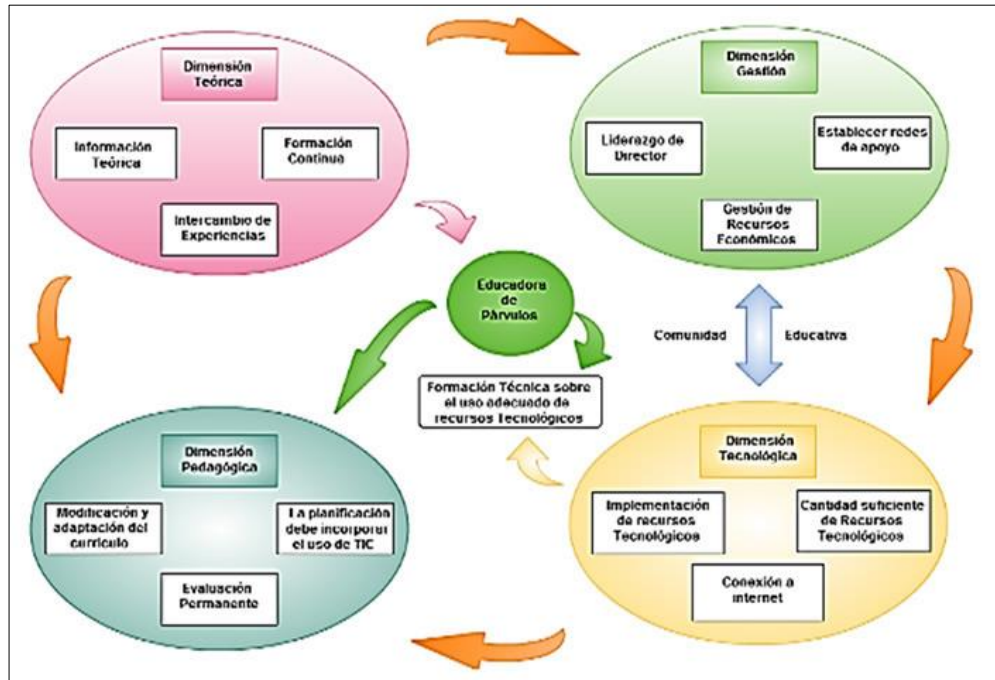 Dimensión
Teórica
Información
Teórica
Formación
Continua
Intercambio de
Experiencias
Dimensión
Gestión
Liderazgo de
Director
Establecer redes
de apoyo
Gestión de
Recursos
Económicos
Educadora
de
Párvulos
Comunidad
Educativa
Formación Técnica sobre
el uso adecuado de
recursos Tecnológicos
Dimensión
Pedagógica
Modificación y
adaptación del
currículo
La planificación
debe incorporar
el uso de TIC
Evaluación
Permanente
Dimensión
Tecnológica
Implementación
de recursos
Tecnológicos
Cantidad suficiente
de Recursos
Tecnológicos
Conexión a
internet